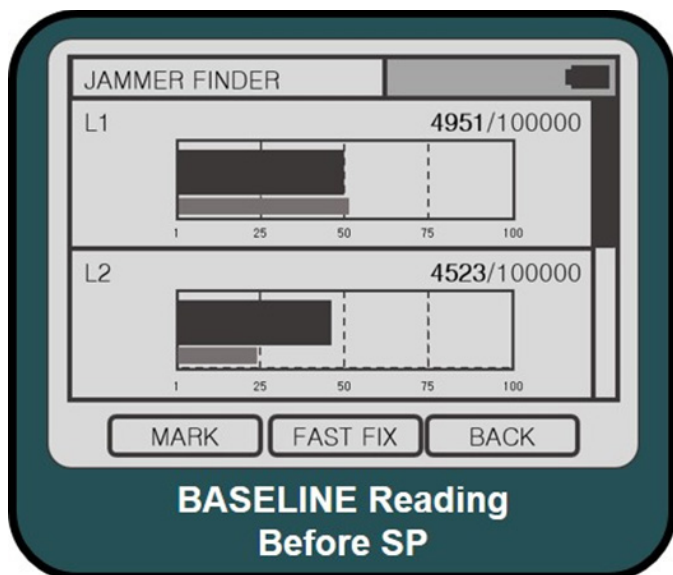 JAMMER FINDER
L1 4951/100000
1 25 50 75 100
L2 4523/100000
1 25 50 75 100
MARK FAST FIX BACK
BASELINE Reading
Before SP